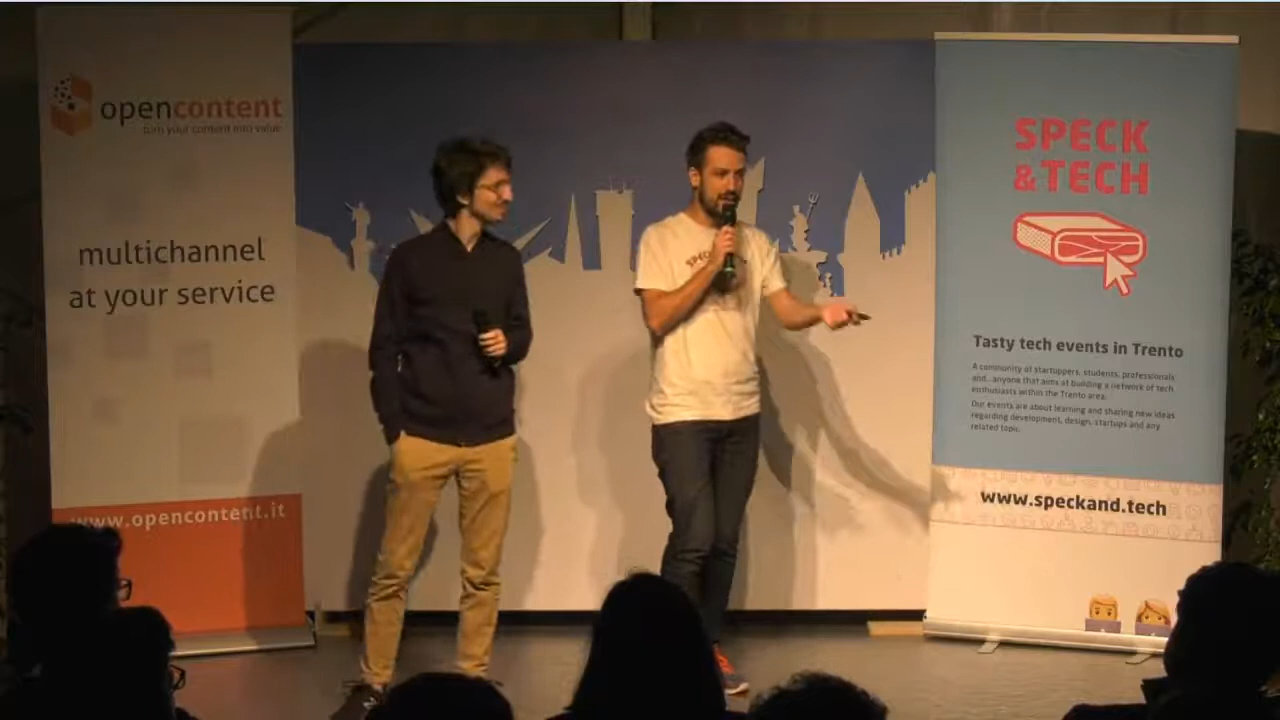 opencontent
turn your content into value
multichannel
at your service
www.opencontent.it
SPECK
&TECH
Tasty tech events in Trento
A community of startuppers, students, professionals
and...anyone that aims at building a network of tech
enthusiasts within the Trento area.
Our events are about learning and sharing new ideas
regarding development, design, startups and any
related topic.
www.speckand.tech